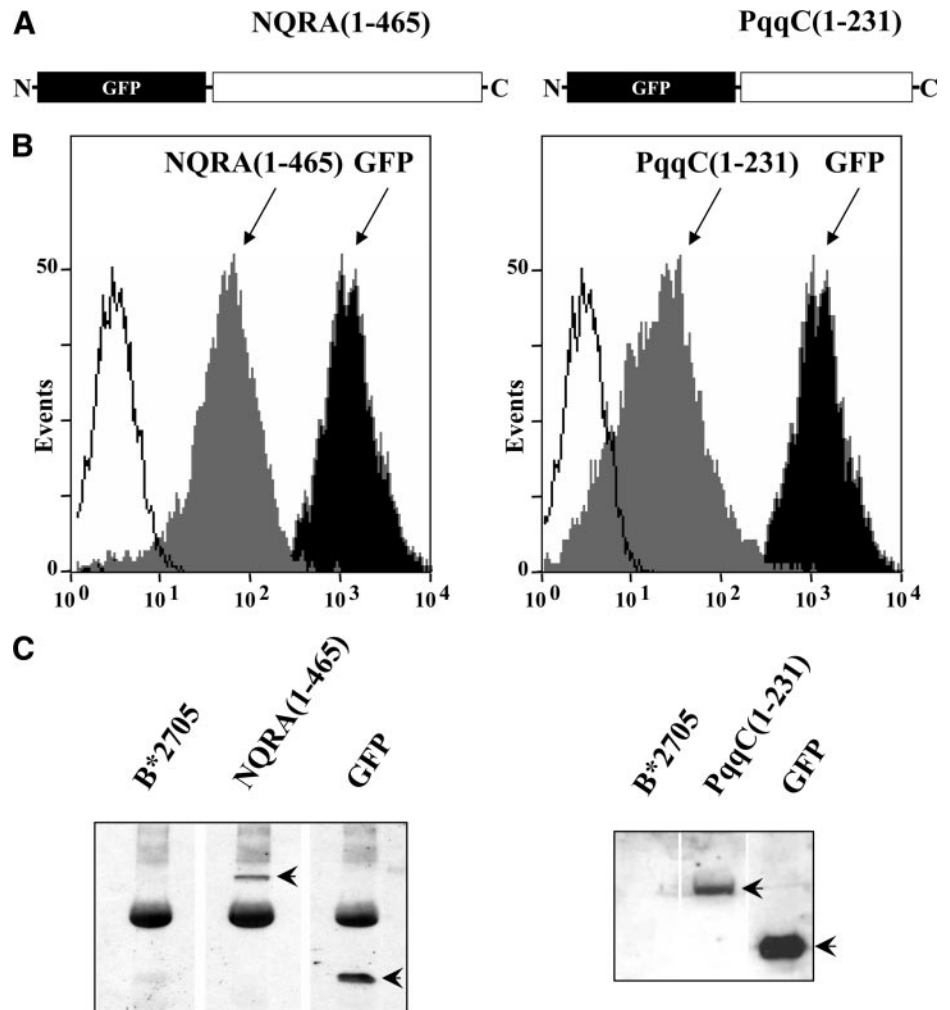 A
NQRA(1-465)
PqqC(1-231)
N GFP C
N GFP C
B
NQRA(1-465) GFP
50
Events
0
10^0 10^1 10^2 10^3 10^4
PqqC(1-231) GFP
50
Events
0
10^0 10^1 10^2 10^3 10^4
C
B*2705
NQRA(1-465)
GFP
B*2705
PqqC(1-231)
GFP